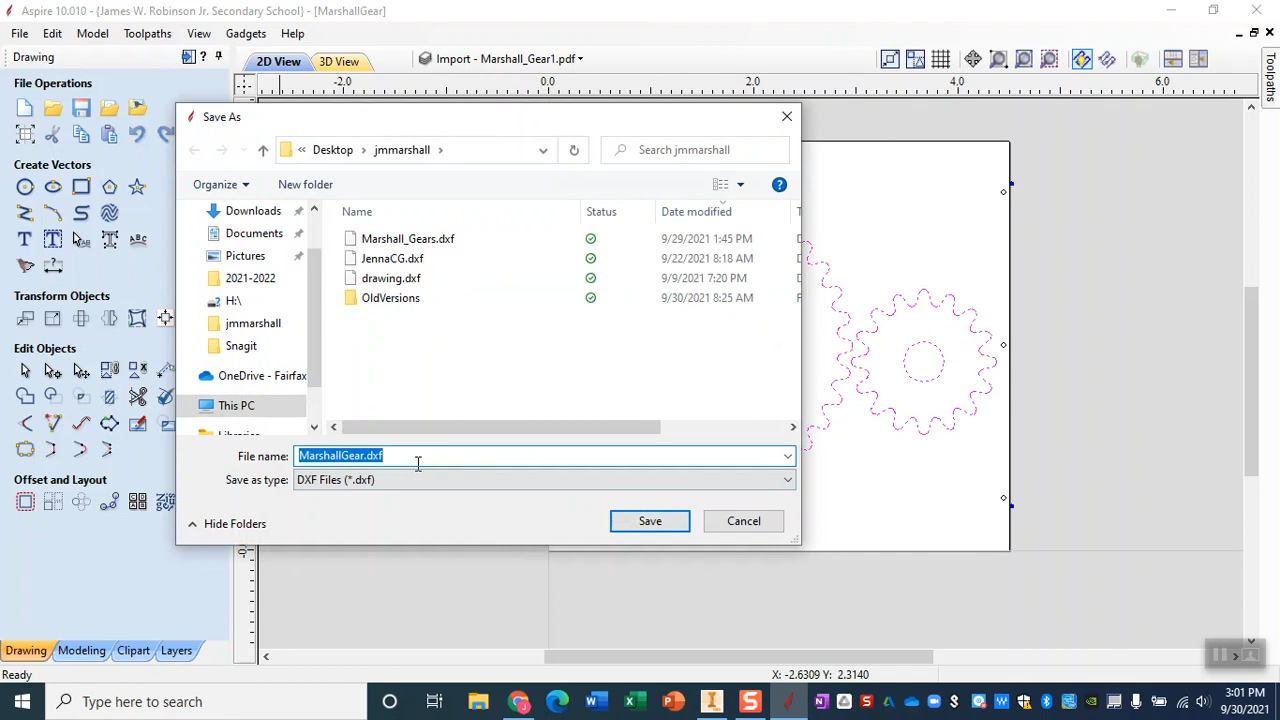 Aspire 10.010 - {James W. Robinson Jr. Secondary School} - [MarshallGear]
File Edit Model Toolpaths View Gadgets Help
Drawing ?
2D View 3D View Import - Marshall_Gear1.pdf
File Operations
-2.0 0.0 2.0 4.0 6.0
Toolpaths
Save As
Desktop jmmarshall Search jmmarshall
Create Vectors
Organize New folder
Name Status Date modified
Downloads
Documents
Pictures
2021-2022
H:\
jmmarshall
Snagit
OneDrive - Fairfax
This PC
Marshall_Gears.dxf 9/29/2021 1:45 PM
JennaCG.dxf 9/22/2021 8:18 AM
drawing.dxf 9/9/2021 7:20 PM
OldVersions 9/30/2021 8:25 AM
Transform Objects
Edit Objects
File name: MarshallGear.dxf
Save as type: DXF Files (*.dxf)
Offset and Layout
Hide Folders Save Cancel
Drawing Modeling Clipart Layers
Ready X: -2.6309 Y: 2.3140
Type here to search
3:01 PM
9/30/2021